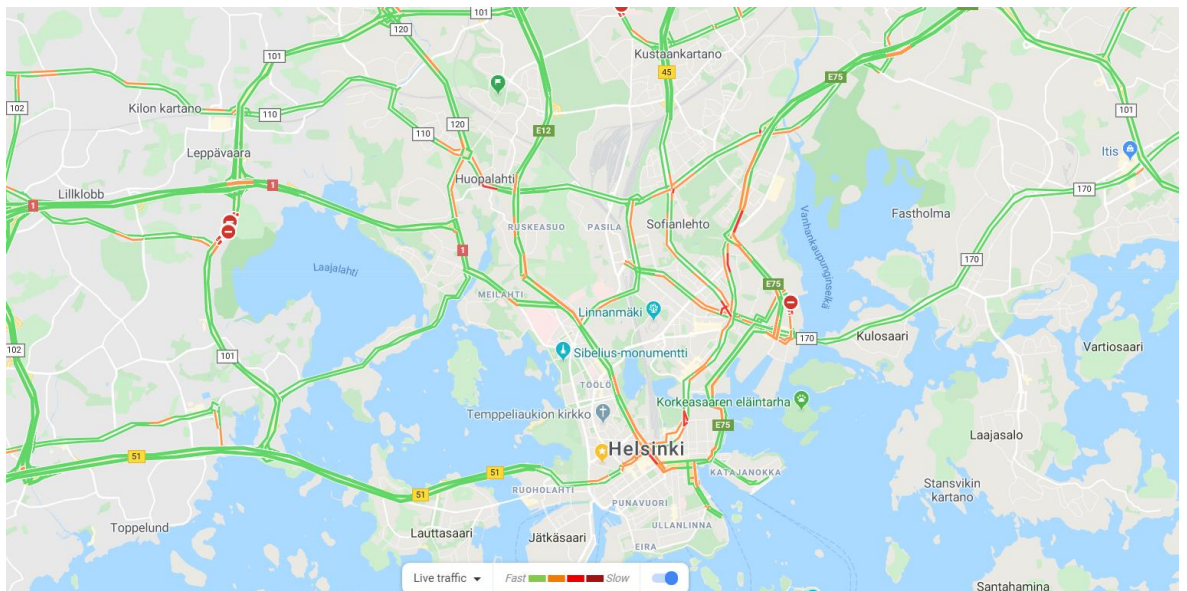 101
120
Kustaankartano
45
E75
101
102
Kilon kartano
110
E12
110
120
101
Leppävaara
Itis
Huopalahti
170
Lillklobb
1
1
Fastholma
RUSKEASUO
PASILA
Sofianlehto
Vanhankaupunginselkä
1
Laajalahti
170
MEILAHTI
E75
Linnanmäki
170
Kulosaari
102
101
Sibelius-monumentti
Vartiosaari
TÖÖLÖ
Korkeasaaren eläintarha
Temppeliaukion kirkko
E75
Laajasalo
Helsinki
51
51
51
KATAJANOKKA
RUOHOLAHTI
Stansvikin
kartano
PUNAVUORI
Toppelund
Lauttasaari
Jätkäsaari
ULLANLINNA
EIRA
Live traffic
Fast
Slow
Santahamina